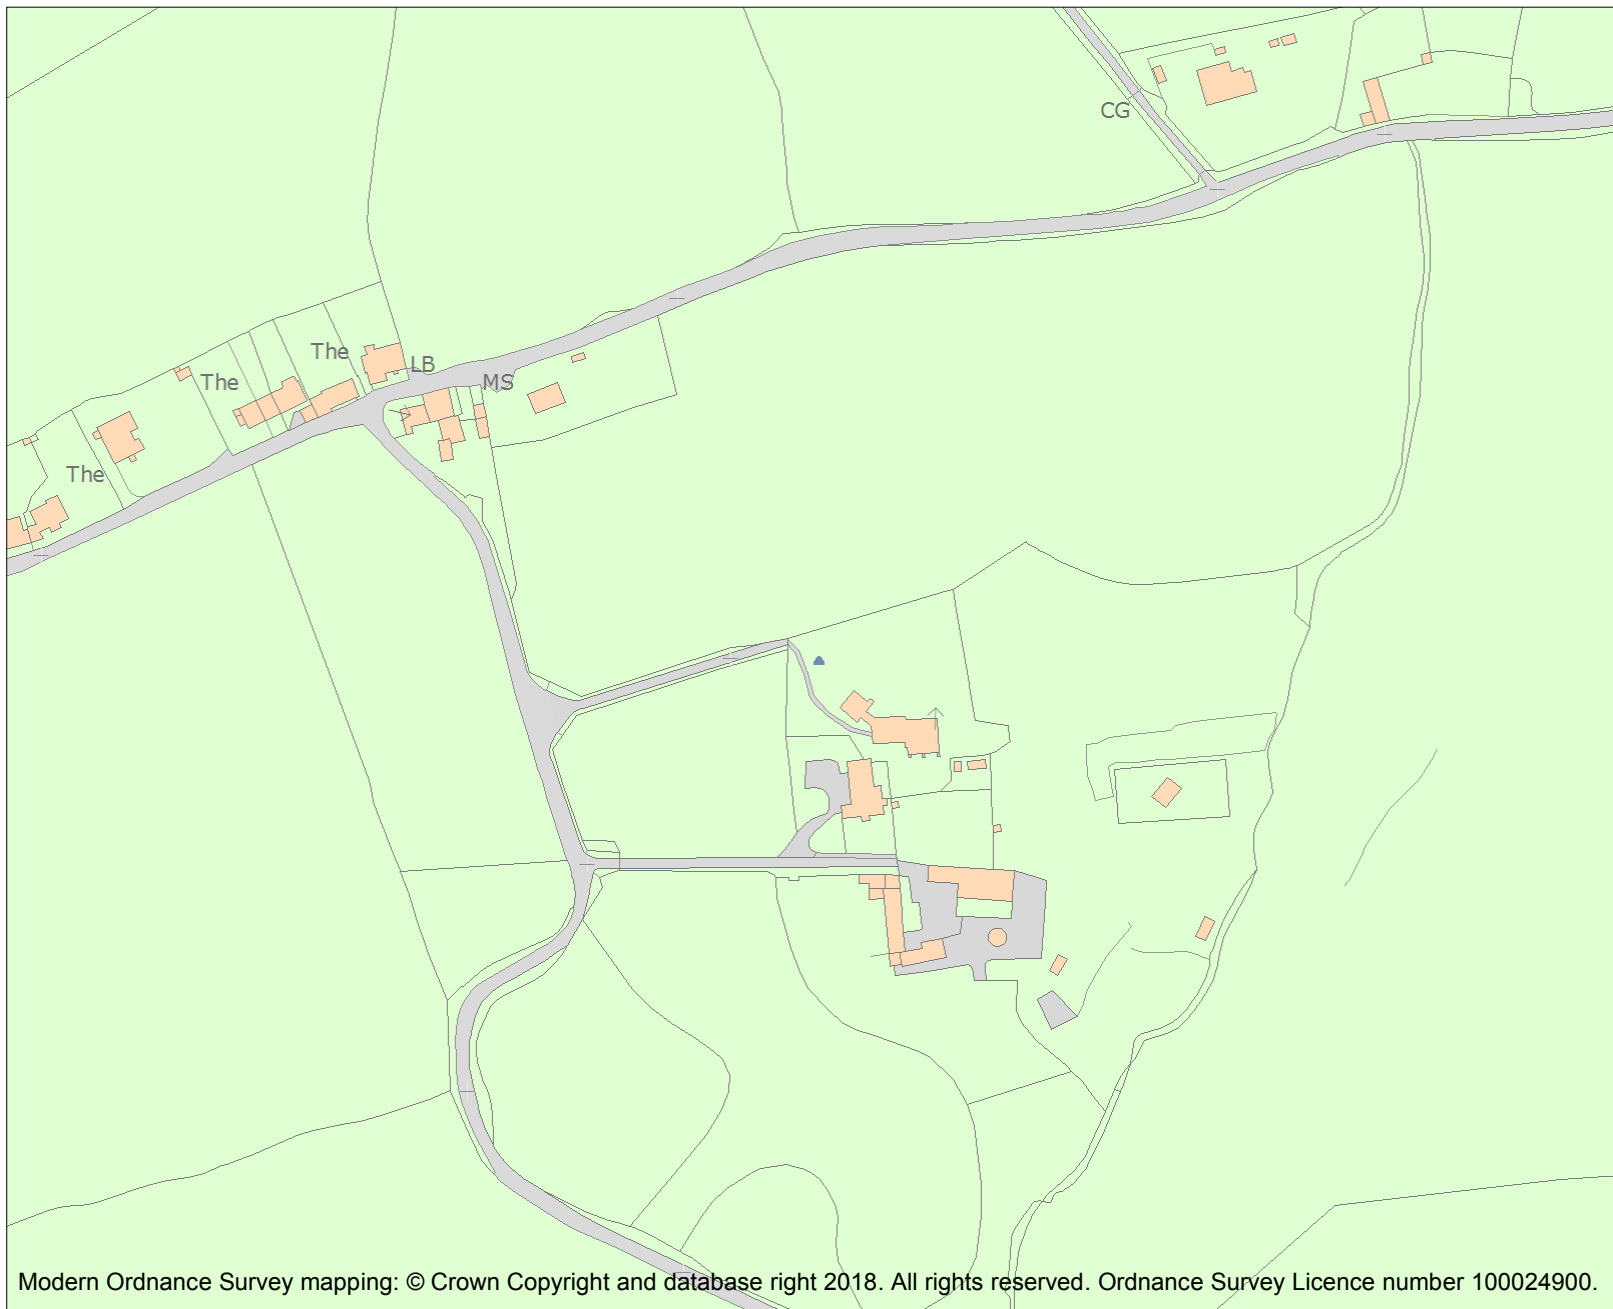 CG
The
LB
The
MS
The
Modern Ordnance Survey mapping: © Crown Copyright and database right 2018. All rights reserved. Ordnance Survey Licence number 100024900.